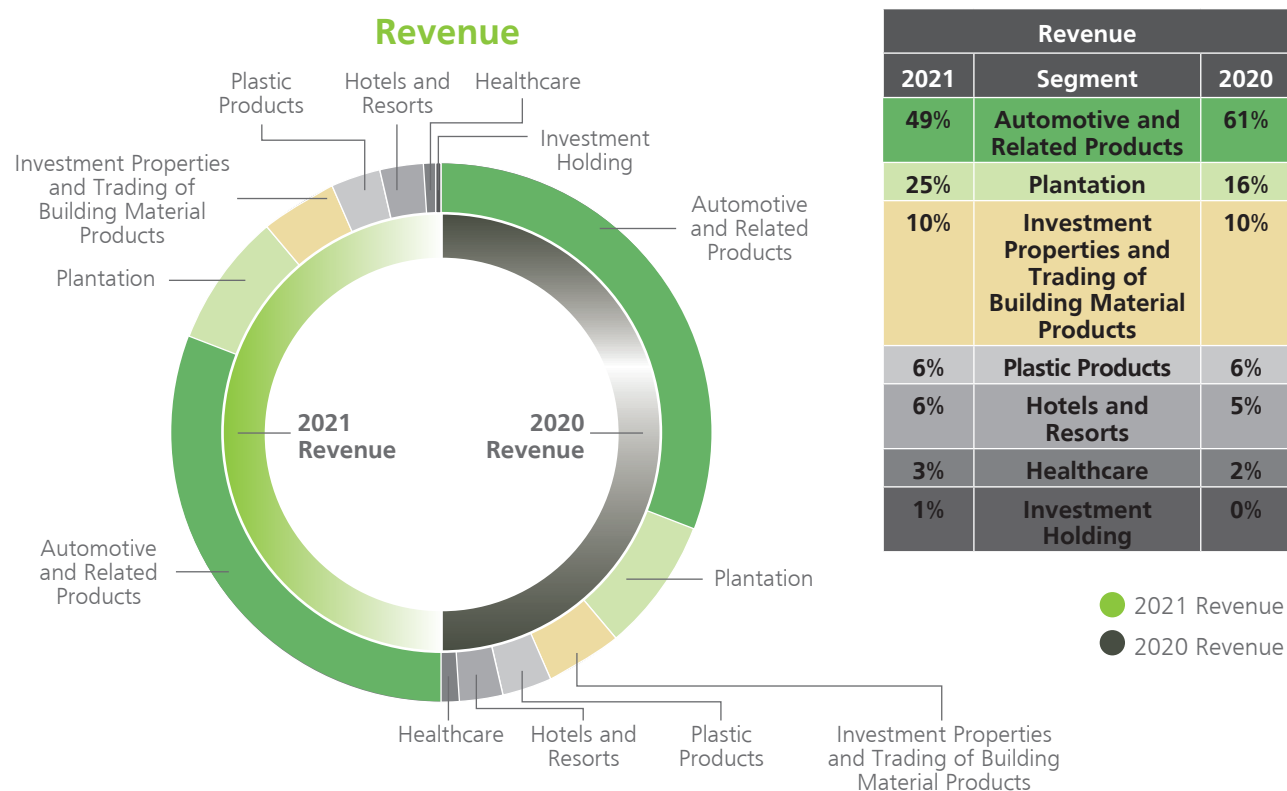 Revenue
Plastic
Products
Hotels and
Resorts
Healthcare
Investment
Holding
Investment Properties
and Trading of
Building Material
Products
Automotive
and Related
Products
Plantation
2021
Revenue
2020
Revenue
Automotive
and Related
Products
Plantation
Healthcare
Hotels and
Resorts
Plastic
Products
Investment Properties
and Trading of Building
Material Products
Revenue
2021 Segment 2020
49% Automotive and 61%
Related Products
25% Plantation 16%
10% Investment 10%
Properties and
Trading of
Building Material
Products
6% Plastic Products 6%
6% Hotels and 5%
Resorts
3% Healthcare 2%
1% Investment 0%
Holding
2021 Revenue
2020 Revenue